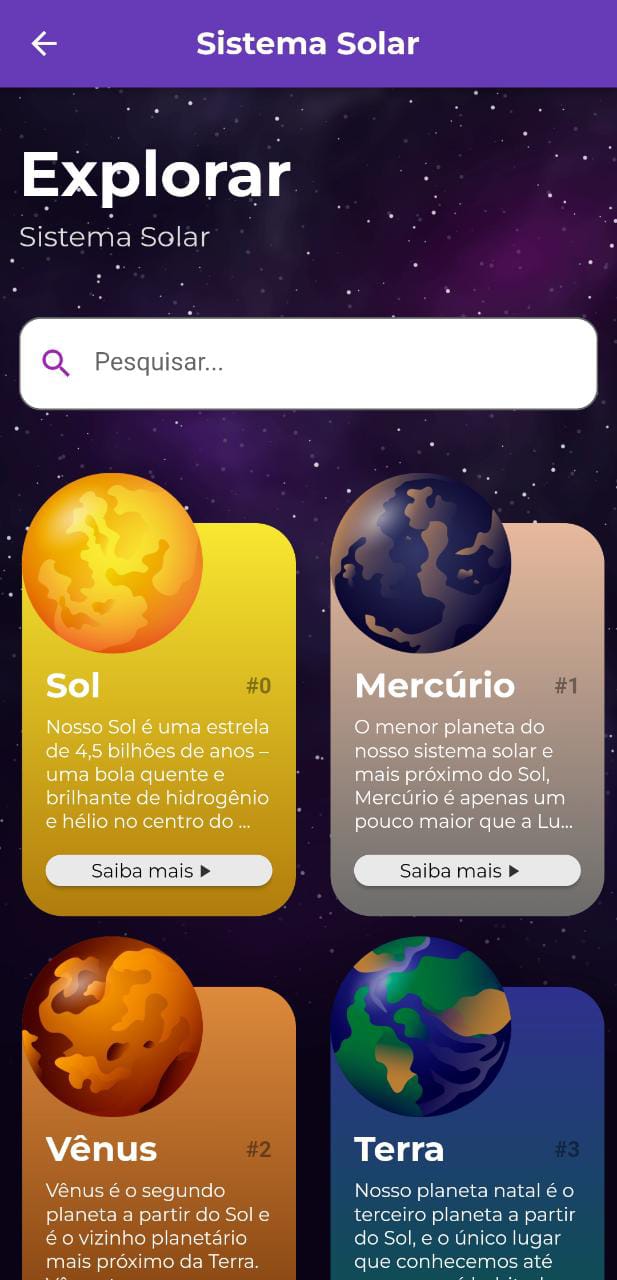 Sistema Solar
Explorar
Sistema Solar
Pesquisar...
Sol #0
Nosso Sol é uma estrela
de 4,5 bilhões de anos –
uma bola quente e
brilhante de hidrogênio
e hélio no centro do ...
Saiba mais
Mercúrio #1
O menor planeta do
nosso sistema solar e
mais próximo do Sol,
Mercúrio é apenas um
pouco maior que a Lu...
Saiba mais
Vênus #2
Vênus é o segundo
planeta a partir do Sol e
é o vizinho planetário
mais próximo da Terra.
Terra #3
Nosso planeta natal é o
terceiro planeta a partir
do Sol, e o único lugar
que conhecemos até